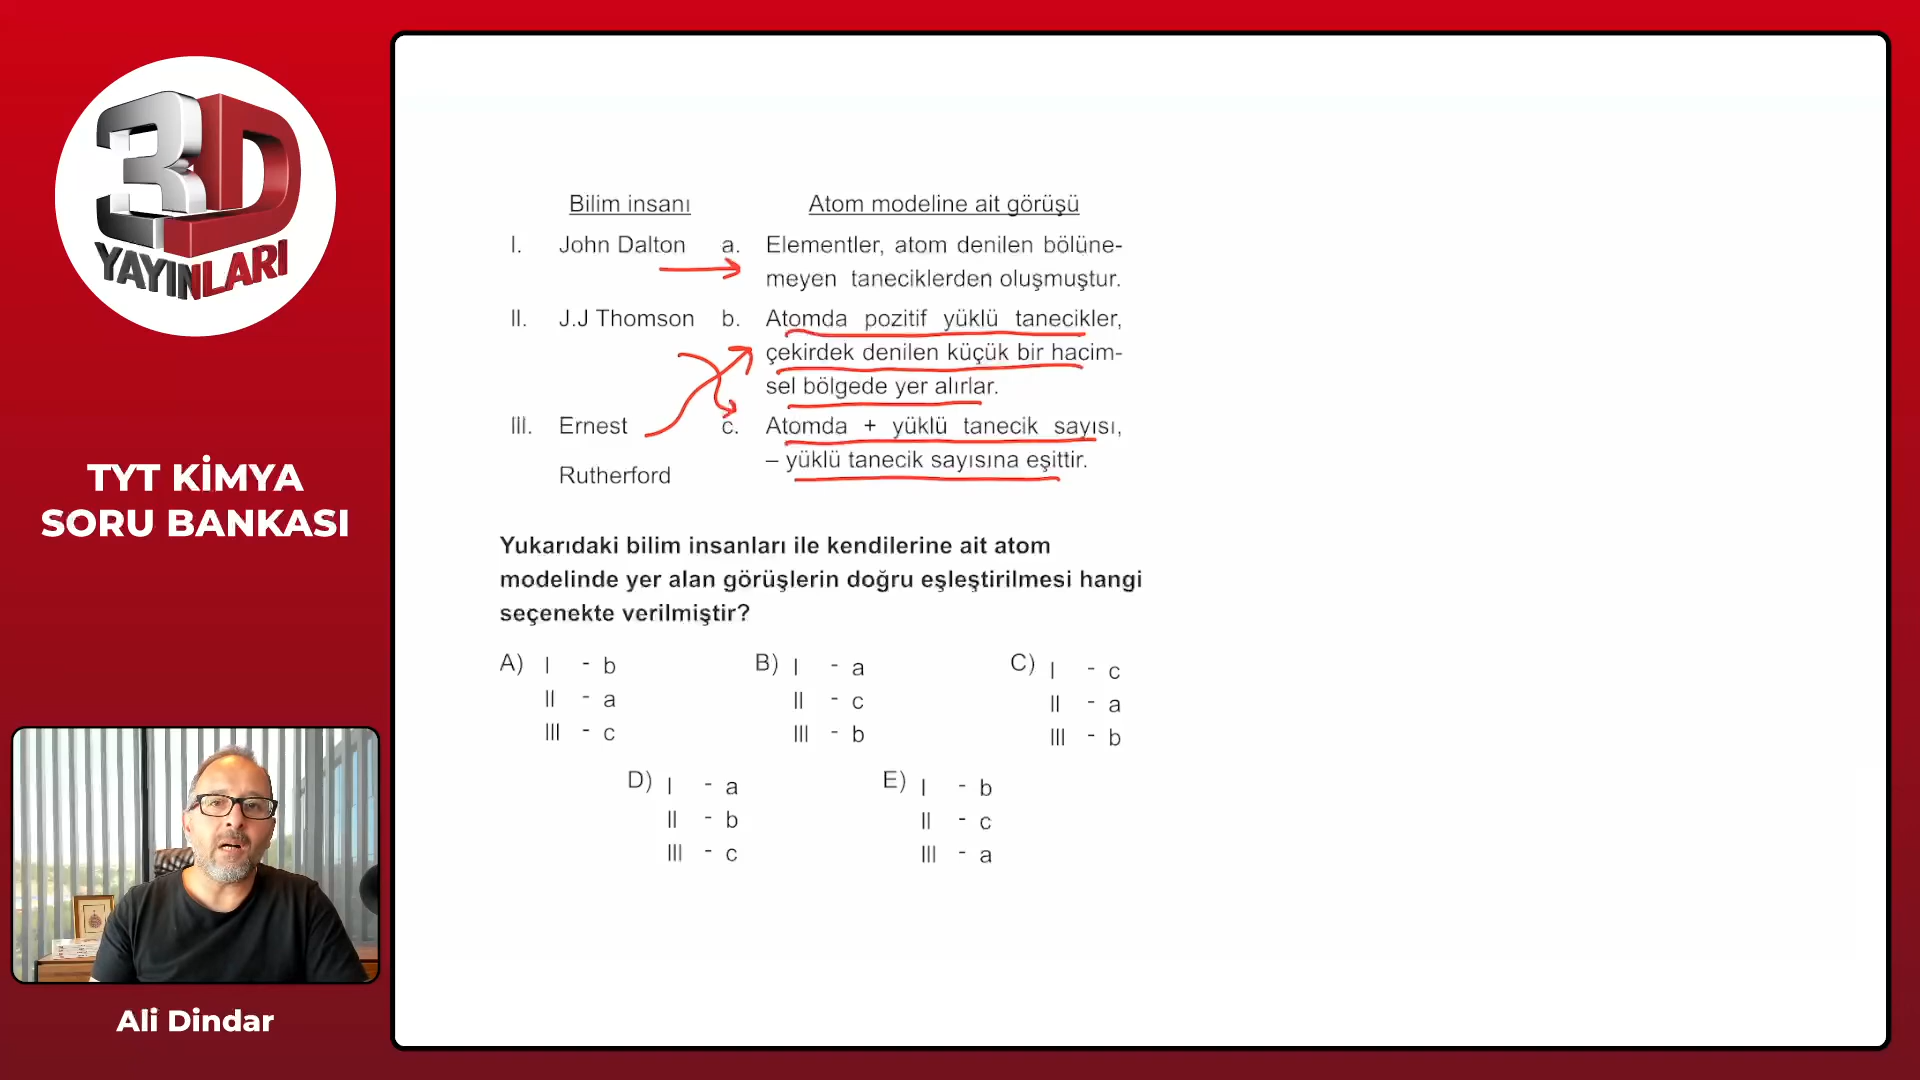 3D
YAYINLARI
TYT KİMYA
SORU BANKASI
Ali Dindar
Bilim insanı Atom modeline ait görüşü
I. John Dalton a. Elementler, atom denilen bölüne-
meyen taneciklerden oluşmuştur.
II. J.J Thomson b. Atomda pozitif yüklü tanecikler,
çekirdek denilen küçük bir hacim-
sel bölgede yer alırlar.
III. Ernest c. Atomda + yüklü tanecik sayısı,
– yüklü tanecik sayısına eşittir.
Rutherford
Yukarıdaki bilim insanları ile kendilerine ait atom
modelinde yer alan görüşlerin doğru eşleştirilmesi hangi
seçenekte verilmiştir?
A) I - b B) I - a C) I - c
II - a II - c II - a
III - c III - b III - b
D) I - a E) I - b
II - b II - c
III - c III - a